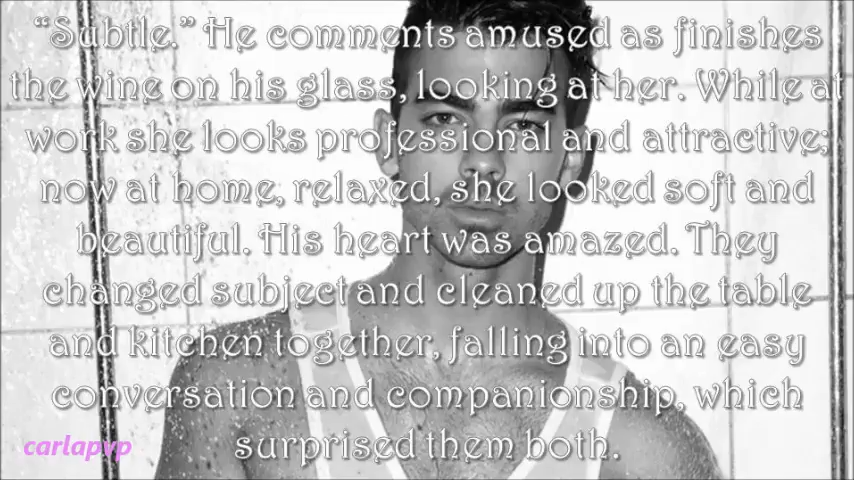 “Subtle.” He comments amused as finishes
the wine on his glass, looking at her. While at
work she looks professional and attractive;
now at home, relaxed, she looked soft and
beautiful. His heart was amazed. They
changed subject and cleaned up the table
and kitchen together, falling into an easy
conversation and companionship, which
surprised them both.
carlapvp